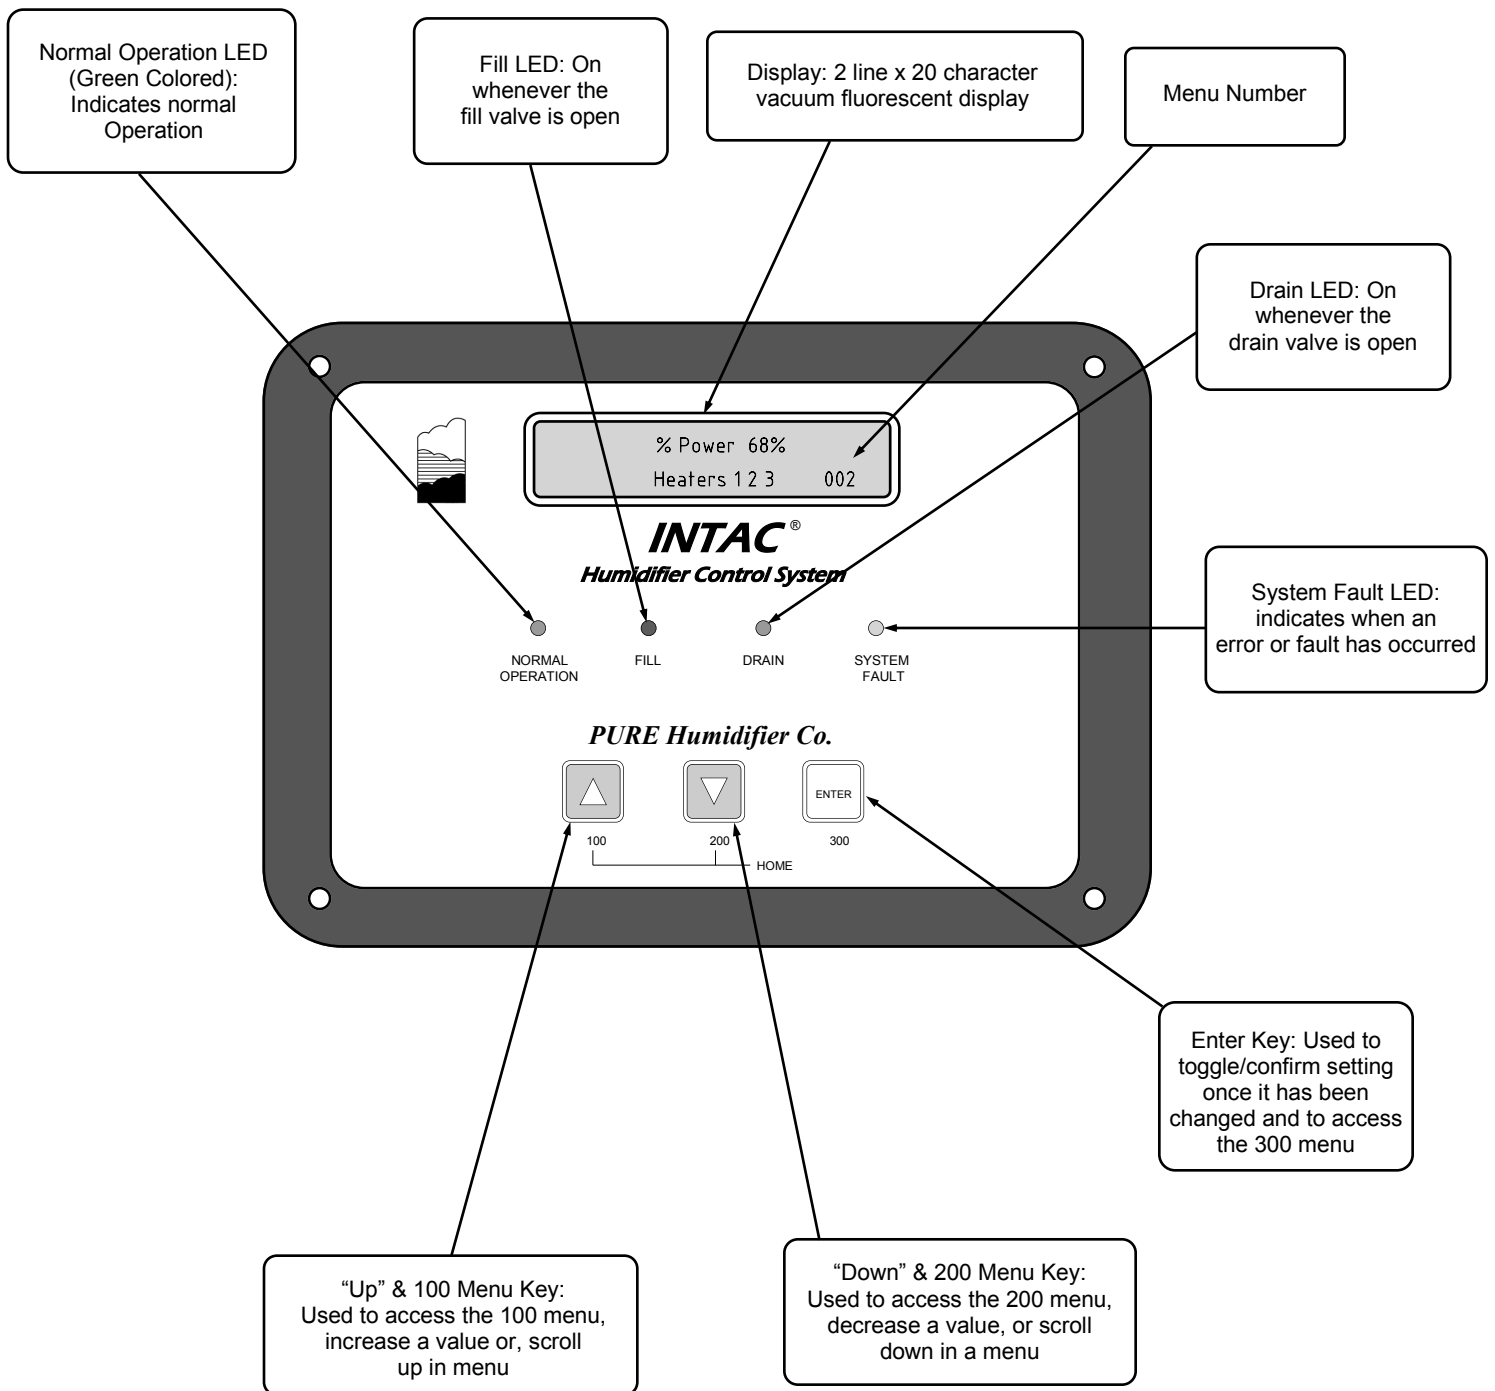 Normal Operation LED
(Green Colored):
Indicates normal
Operation
Fill LED: On
whenever the
fill valve is open
Display: 2 line x 20 character
vacuum fluorescent display
Menu Number
Drain LED: On
whenever the
drain valve is open
% Power 68%
Heaters 1 2 3 002
INTAC®
Humidifier Control System
System Fault LED:
indicates when an
error or fault has occurred
NORMAL
OPERATION
FILL
DRAIN
SYSTEM
FAULT
PURE Humidifier Co.
ENTER
100 200 300
HOME
Enter Key: Used to
toggle/confirm setting
once it has been
changed and to access
the 300 menu
“Up” & 100 Menu Key:
Used to access the 100 menu,
increase a value or, scroll
up in menu
“Down” & 200 Menu Key:
Used to access the 200 menu,
decrease a value, or scroll
down in a menu